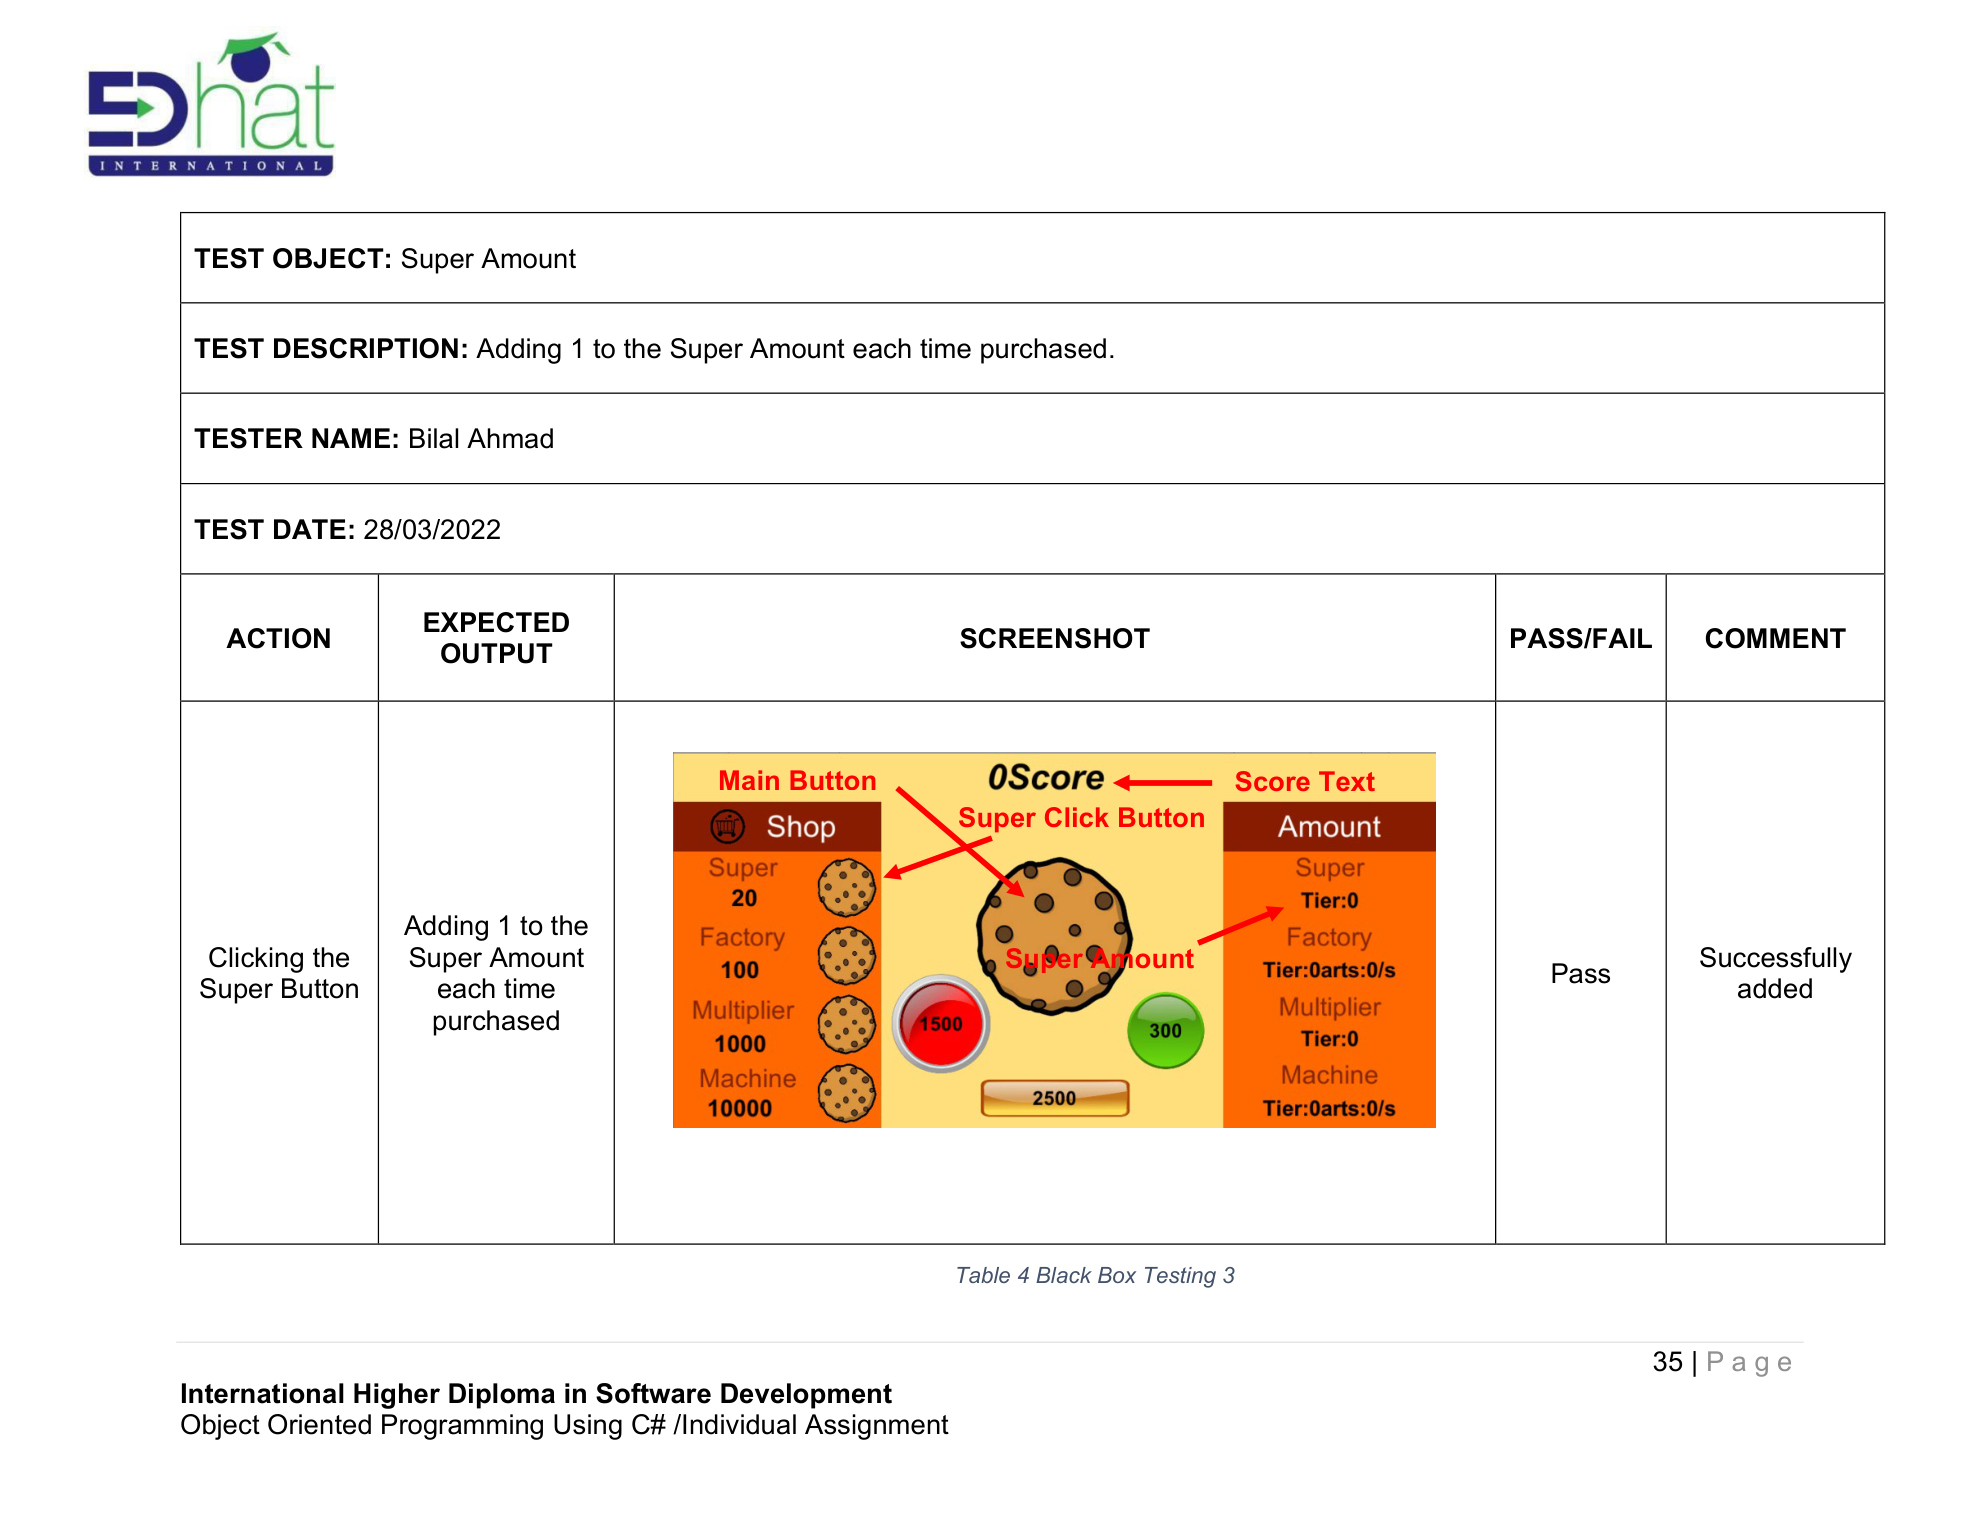 EDhat
INTERNATIONAL
TEST OBJECT: Super Amount
TEST DESCRIPTION: Adding 1 to the Super Amount each time purchased.
TESTER NAME: Bilal Ahmad
TEST DATE: 28/03/2022
ACTION
EXPECTED
OUTPUT
SCREENSHOT
PASS/FAIL
COMMENT
Clicking the
Super Button
Adding 1 to the
Super Amount
each time
purchased
Main Button
0Score
Score Text
Super Click Button
Shop
Super
20
Factory
100
Multiplier
1000
Machine
10000
Super Amount
1500
300
2500
Amount
Super
Tier:0
Factory
Tier:0arts:0/s
Multiplier
Tier:0
Machine
Tier:0arts:0/s
Pass
Successfully
added
Table 4 Black Box Testing 3
35 | Page
International Higher Diploma in Software Development
Object Oriented Programming Using C# /Individual Assignment